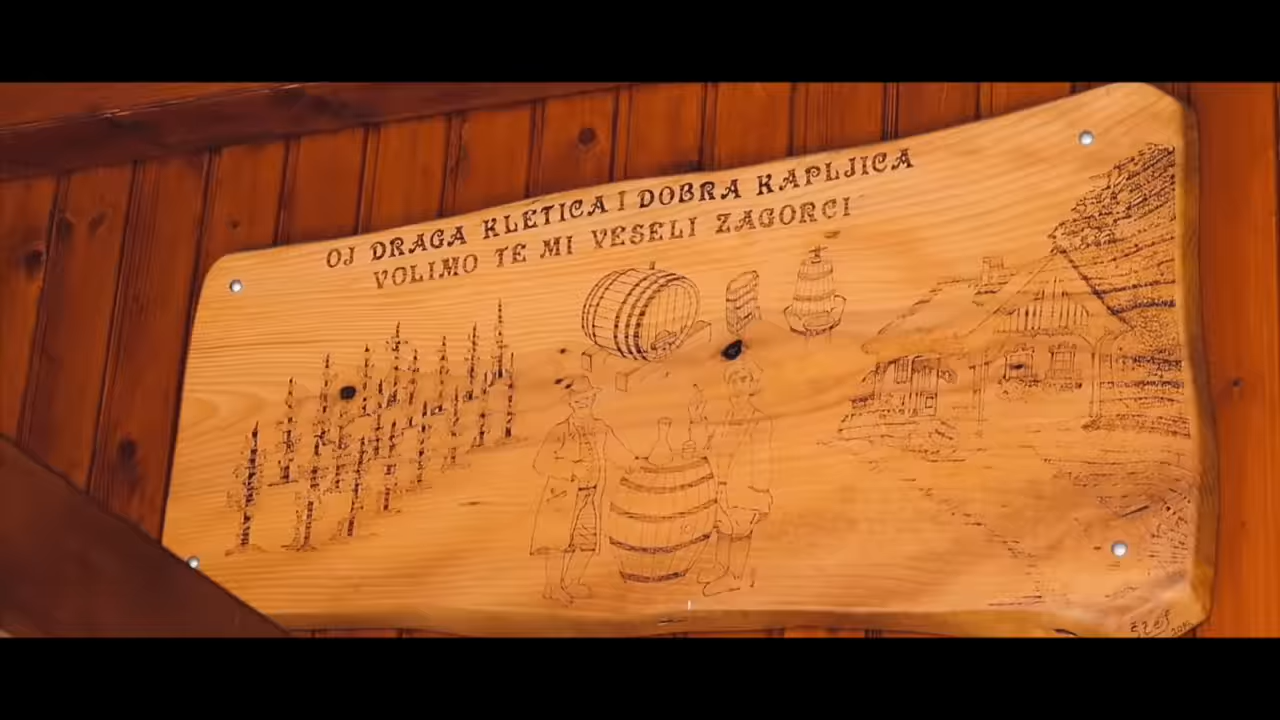 OJ DRAGA KLETICA I DOBRA KAPLJICA
VOLIMO TE MI VESELI ZAGORCI